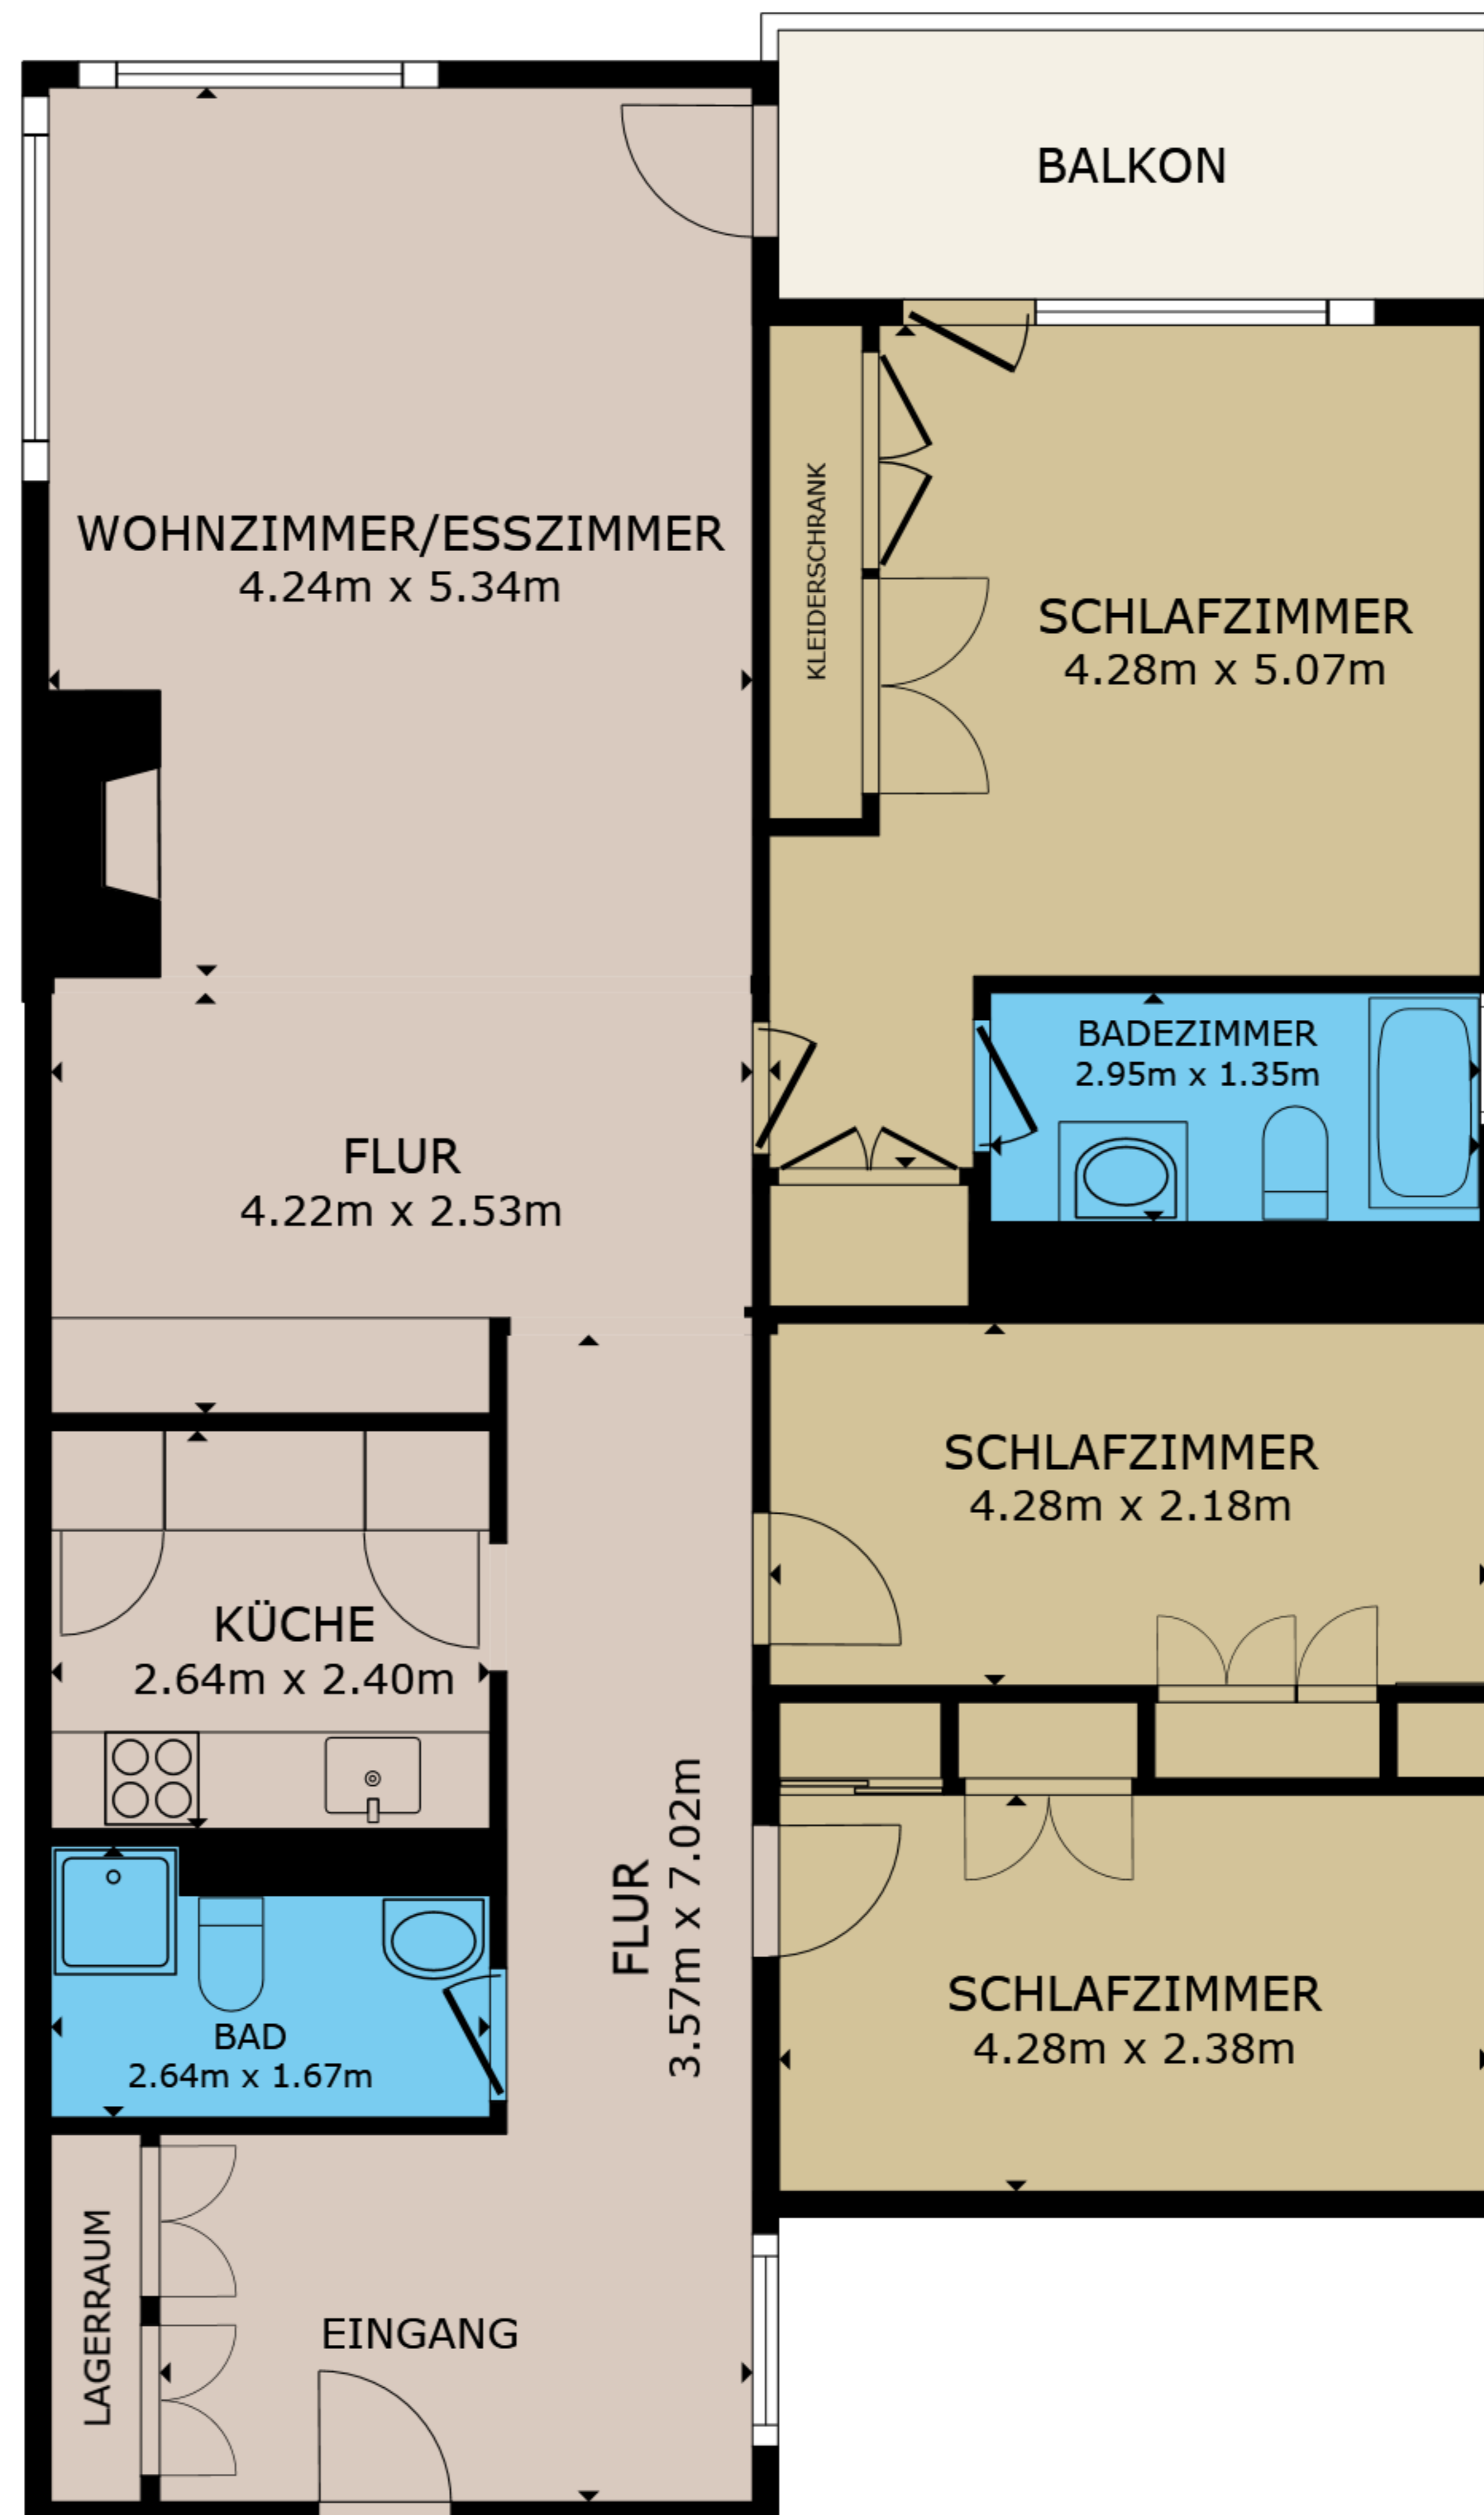 BALKON
WOHNZIMMER/ESSZIMMER
4.24m x 5.34m
KLEIDERSCHRANK
SCHLAFZIMMER
4.28m x 5.07m
BADEZIMMER
2.95m x 1.35m
FLUR
4.22m x 2.53m
SCHLAFZIMMER
4.28m x 2.18m
KÜCHE
2.64m x 2.40m
FLUR
3.57m x 7.02m
SCHLAFZIMMER
4.28m x 2.38m
BAD
2.64m x 1.67m
LAGERRAUM
EINGANG